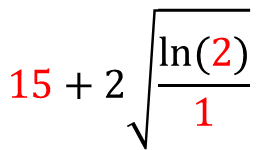 15 + 2√(ln(2)/1)